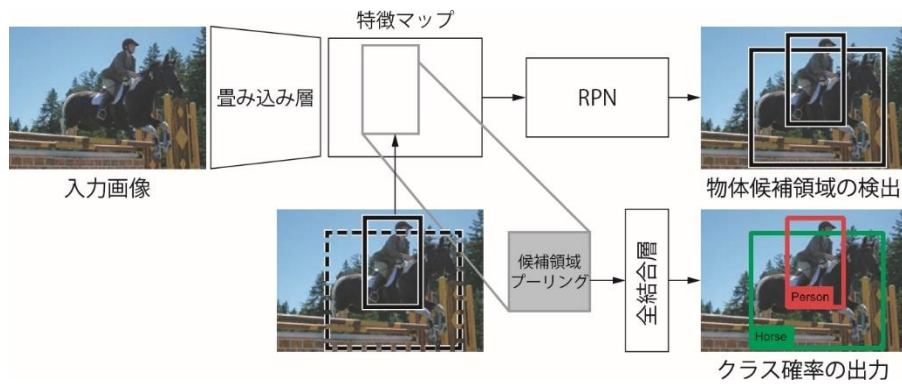 特徴マップ
畳み込み層
RPN
入力画像
物体候補領域の検出
候補領域
プーリング
全結合層
Person
Horse
クラス確率の出力